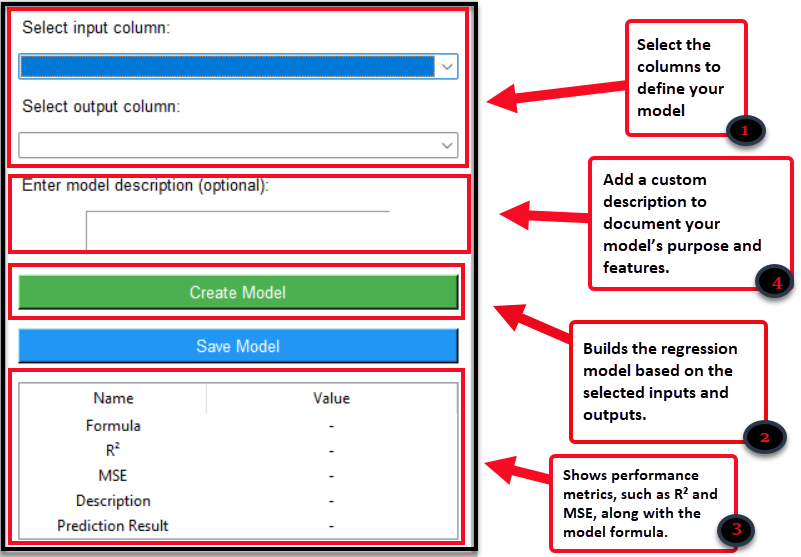 Select input column:
Select output column:
Enter model description (optional):
Create Model
Save Model
Name Value
Formula -
R² -
MSE -
Description -
Prediction Result -
Select the
columns to
define your
model
1
Add a custom
description to
document your
model’s purpose and
features.
4
Builds the regression
model based on the
selected inputs and
outputs.
2
Shows performance
metrics, such as R² and
MSE, along with the
model formula.
3